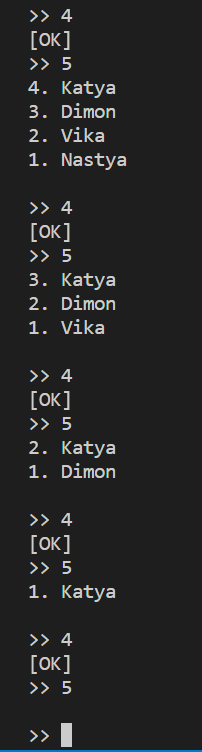 >> 4
[OK]
>> 5
4. Katya
3. Dimon
2. Vika
1. Nastya
>> 4
[OK]
>> 5
3. Katya
2. Dimon
1. Vika
>> 4
[OK]
>> 5
2. Katya
1. Dimon
>> 4
[OK]
>> 5
1. Katya
>> 4
[OK]
>> 5
>>